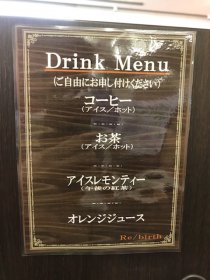 Drink Menu
(ご自由にお申し付けください)
コーヒー
(アイス／ホット)
お茶
(アイス／ホット)
アイスレモンティー
(午後の紅茶)
オレンジジュース
Re/birth